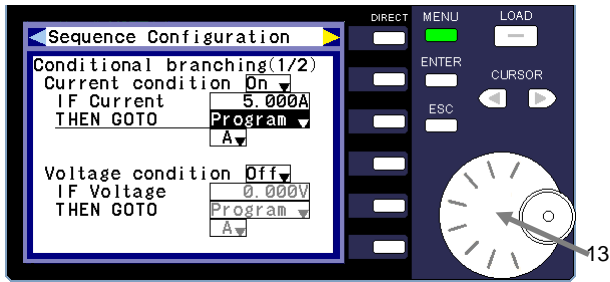 DIRECT MENU LOAD
Sequence Configuration
Conditional branching(1/2)
Current condition On
IF Current 5.000A
THEN GOTO Program
A
Voltage condition Off
IF Voltage 0.000V
THEN GOTO Program
A
ENTER
CURSOR
ESC
13